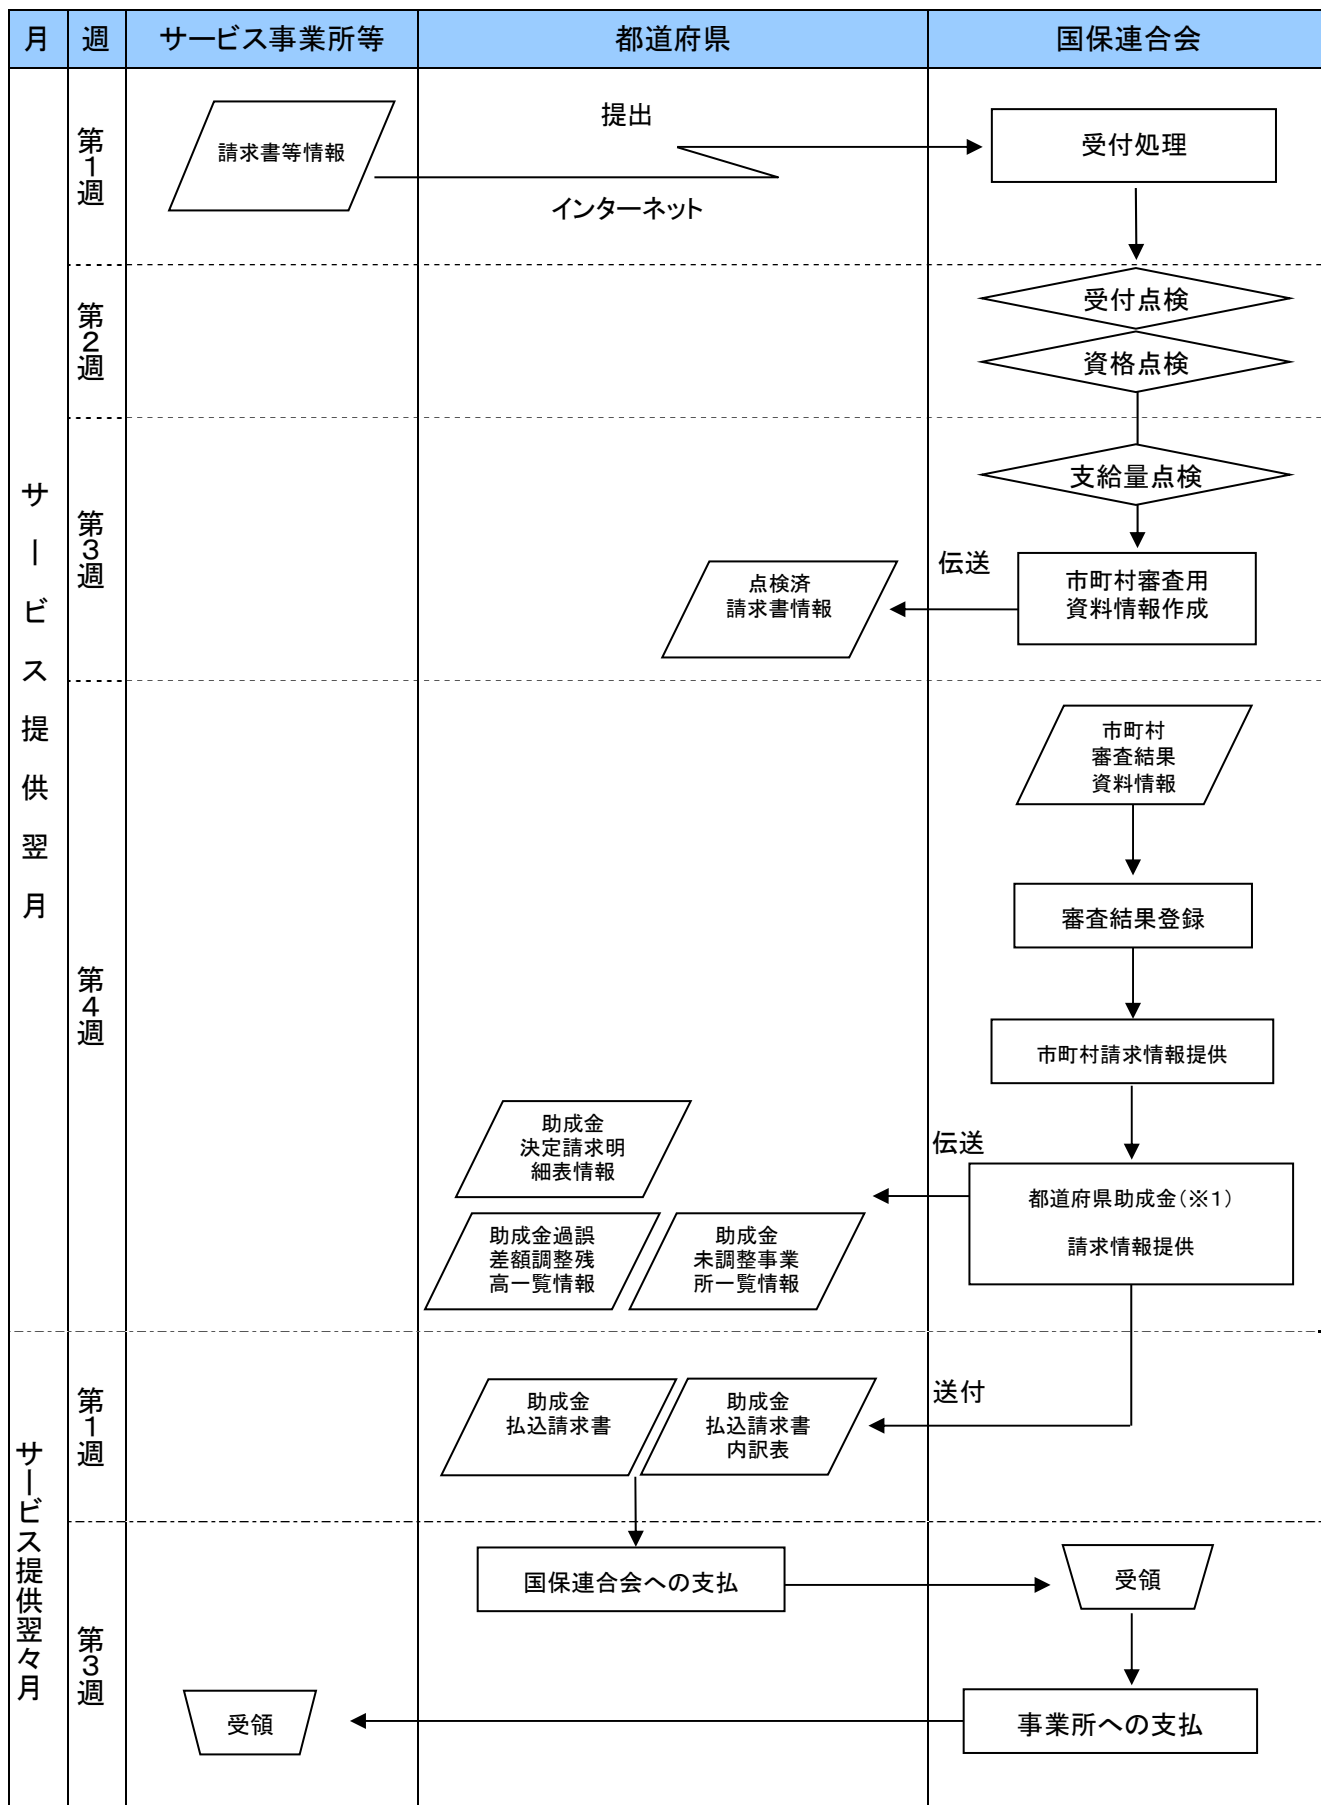 月
週
サービス事業所等
都道府県
国保連合会
サービス提供翌月
第1週
請求書等情報
提出
インターネット
受付処理
第2週
受付点検
資格点検
第3週
支給量点検
伝送
点検済
請求書情報
市町村審査用
資料情報作成
第4週
市町村
審査結果
資料情報
審査結果登録
市町村請求情報提供
伝送
助成金
決定請求明
細表情報
助成金過誤
差額調整残
高一覧情報
助成金
未調整事業
所一覧情報
都道府県助成金(※1)
請求情報提供
サービス提供翌々月
第1週
助成金
払込請求書
助成金
払込請求書
内訳表
送付
第3週
国保連合会への支払
受領
受領
事業所への支払